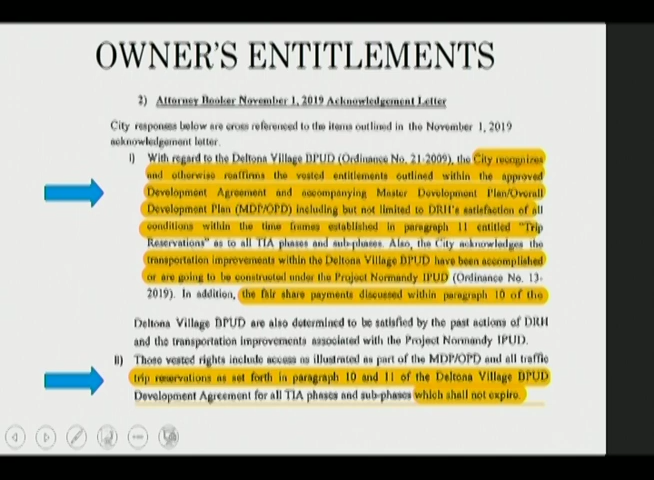 OWNER'S ENTITLEMENTS
2) Attorney Booker November 1, 2019 Acknowledgement Letter
City responses below are cross referenced to the items outlined in the November 1, 2019
acknowledgement letter.
i) With regard to the Deltona Village BPUD (Ordinance No. 21-2009), the City recognizes
and otherwise reaffirms the vested entitlements outlined within the approved
Development Agreement and accompanying Master Development Plan/Overall
Development Plan (MDP/OPD) including but not limited to DRH's satisfaction of all
conditions within the time frames established in paragraph 11 entitled "Trip
Reservations" as to all TIA phases and sub-phases. Also, the City acknowledges the
transportation improvements within the Deltona Village BPUD have been accomplished
or are going to be constructed under the Project Normandy IPUD (Ordinance No. 13-
2019). In addition, the fair share payments discussed within paragraph 10 of the
Deltona Village BPUD are also determined to be satisfied by the past actions of DRH
and the transportation improvements associated with the Project Normandy IPUD.
ii) Those vested rights include access as illustrated as part of the MDP/OPD and all traffic
trip reservations as set forth in paragraph 10 and 11 of the Deltona Village BPUD
Development Agreement for all TIA phases and sub-phases which shall not expire.